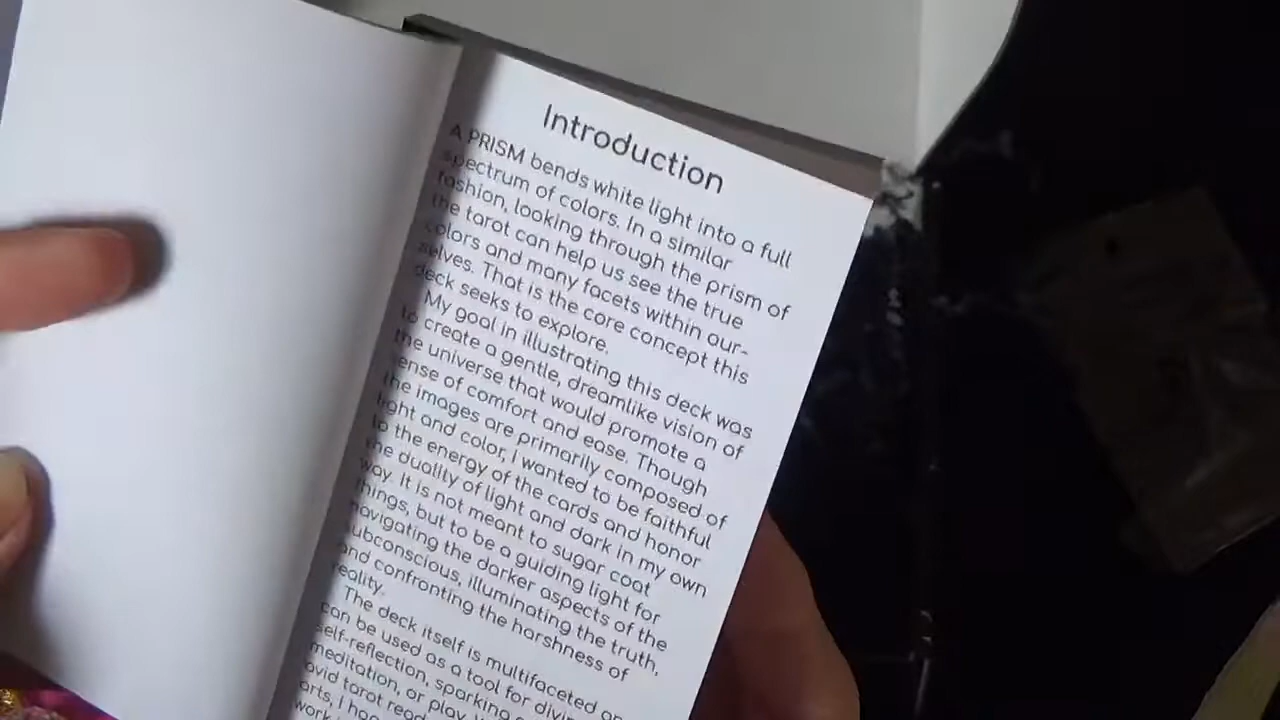 Introduction
A PRISM bends white light into a full
spectrum of colors. In a similar
fashion, looking through the prism of
the tarot can help us see the true
colors and many facets within our-
selves. That is the core concept this
deck seeks to explore.
My goal in illustrating this deck was
to create a gentle, dreamlike vision of
the universe that would promote a
sense of comfort and ease. Though
the images are primarily composed of
light and color, I wanted to be faithful
to the energy of the cards and honor
the duality of light and dark in my own
way. It is not meant to sugar coat
things, but to be a guiding light for
navigating the darker aspects of the
subconscious, illuminating the truth,
and confronting the harshness of
reality.
The deck itself is multifaceted
can be used as a tool for
self-reflection, sparking
meditation, or play.
avid tarot
arts, I
work